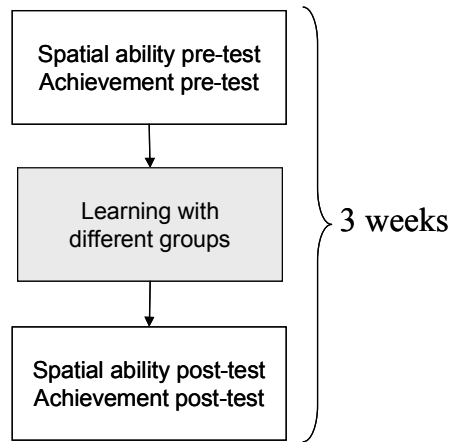 Spatial ability pre-test
Achievement pre-test
Learning with
different groups
3 weeks
Spatial ability post-test
Achievement post-test